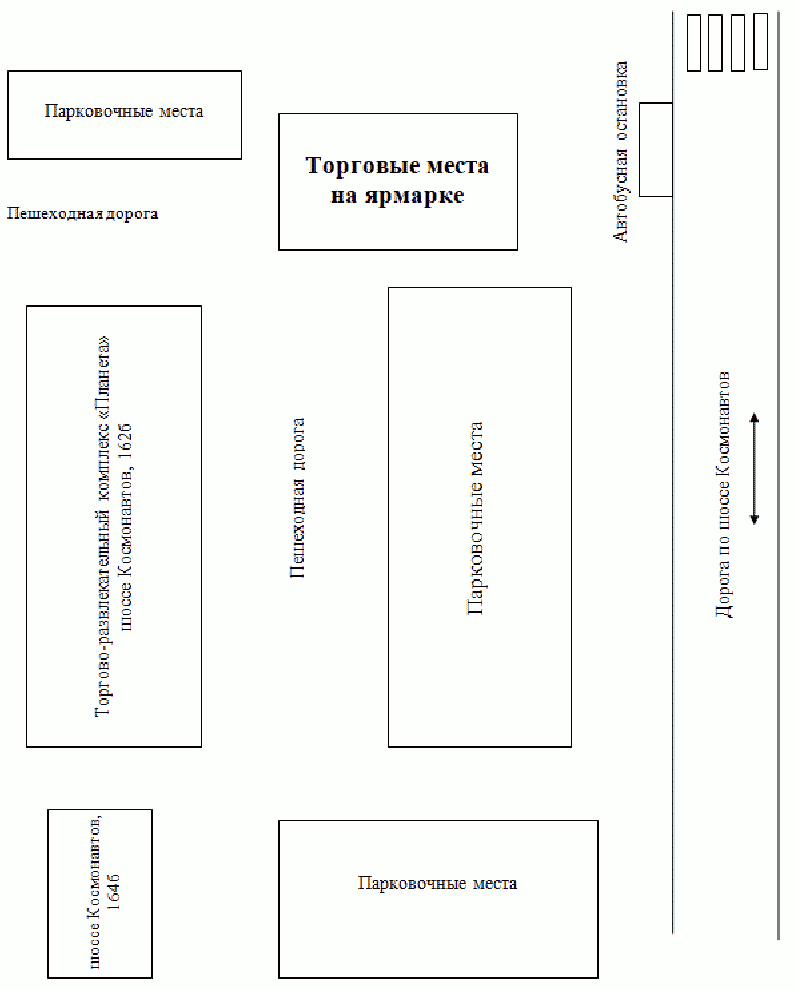 Парковочные места
Торговые места
на ярмарке
Автобусная остановка
Пешеходная дорога
Торгово-развлекательный комплекс «Планета»
шоссе Космонавтов, 162б
Пешеходная дорога
Парковочные места
Дорога по шоссе Космонавтов
шоссе Космонавтов,
164б
Парковочные места